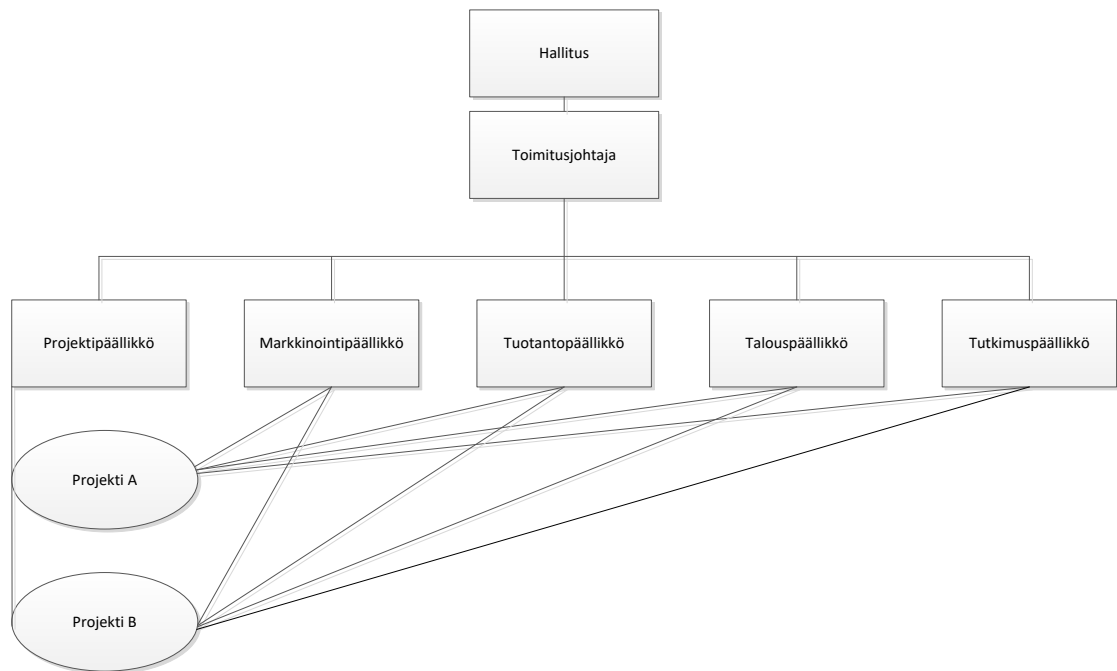 Hallitus
Toimitusjohtaja
Projektipäällikkö
Markkinointipäällikkö
Tuotantopäällikkö
Talouspäällikkö
Tutkimuspäällikkö
Projekti A
Projekti B